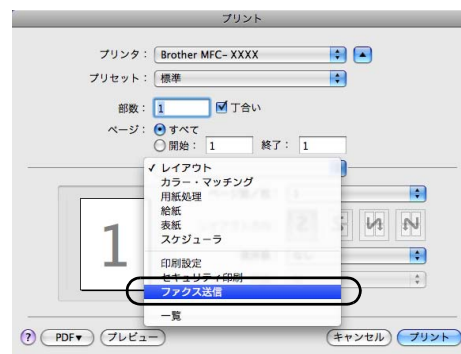 プリント
プリンタ： Brother MFC- XXXX
プリセット： 標準
部数： 1 丁合い
ページ： すべて
開始： 1 終了： 1
✓ レイアウト
カラー・マッチング
用紙処理
給紙
表紙
スケジューラ
印刷設定
セキュリティ印刷
ファクス送信
一覧
1
? PDF▼ プレビュー キャンセル プリント